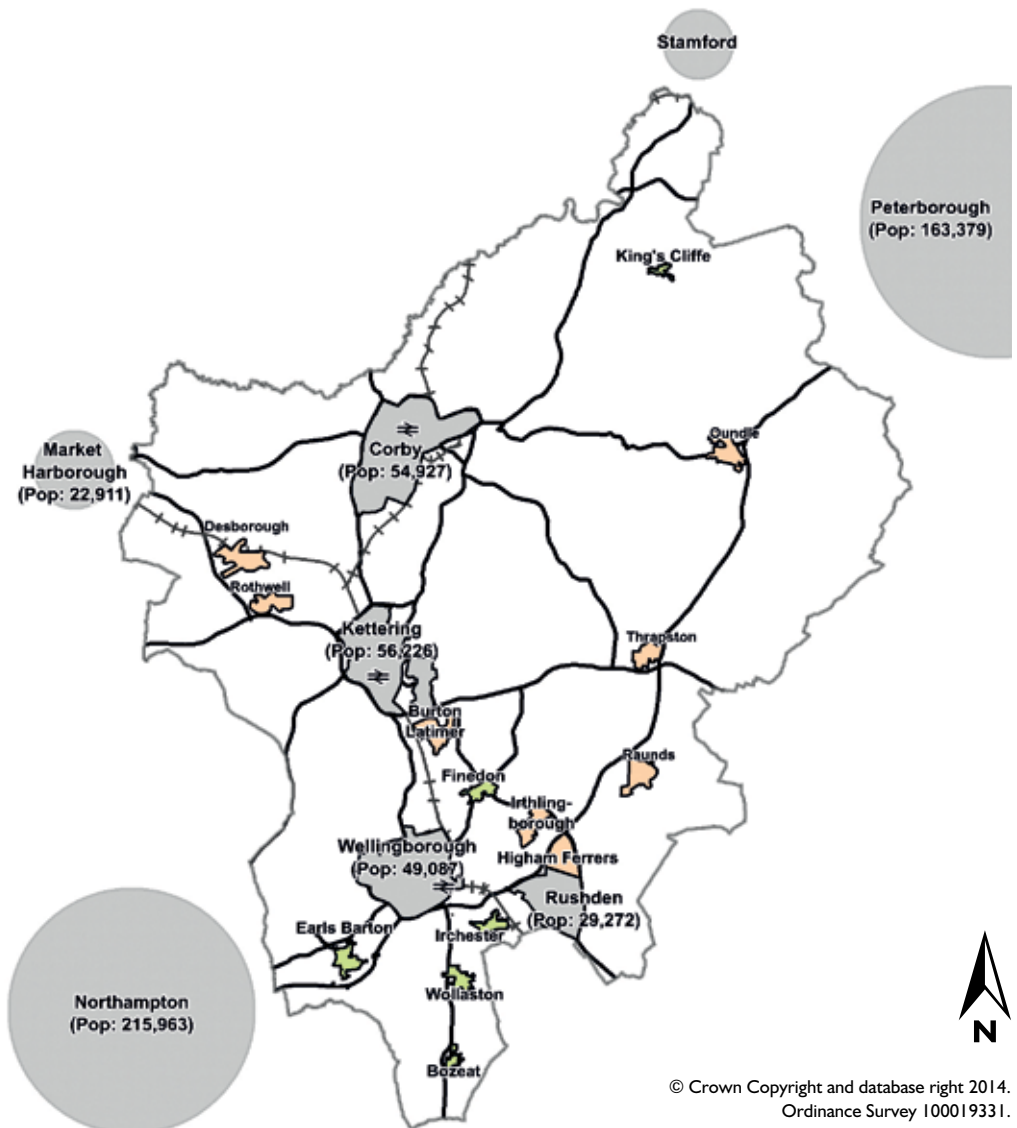 Stamford
Peterborough
(Pop: 163,379)
King's Cliffe
Oundle
Market
Harborough
(Pop: 22,911)
Corby
(Pop: 54,927)
Desborough
Rothwell
Kettering
(Pop: 56,226)
Thrapston
Burton
Latimer
Raunds
Finedon
Irthling-
borough
Wellingborough
(Pop: 49,087)
Higham Ferrers
Rushden
(Pop: 29,272)
Earls Barton
Irchester
Wollaston
Northampton
(Pop: 215,963)
Bozeat
N
© Crown Copyright and database right 2014.
Ordinance Survey 100019331.